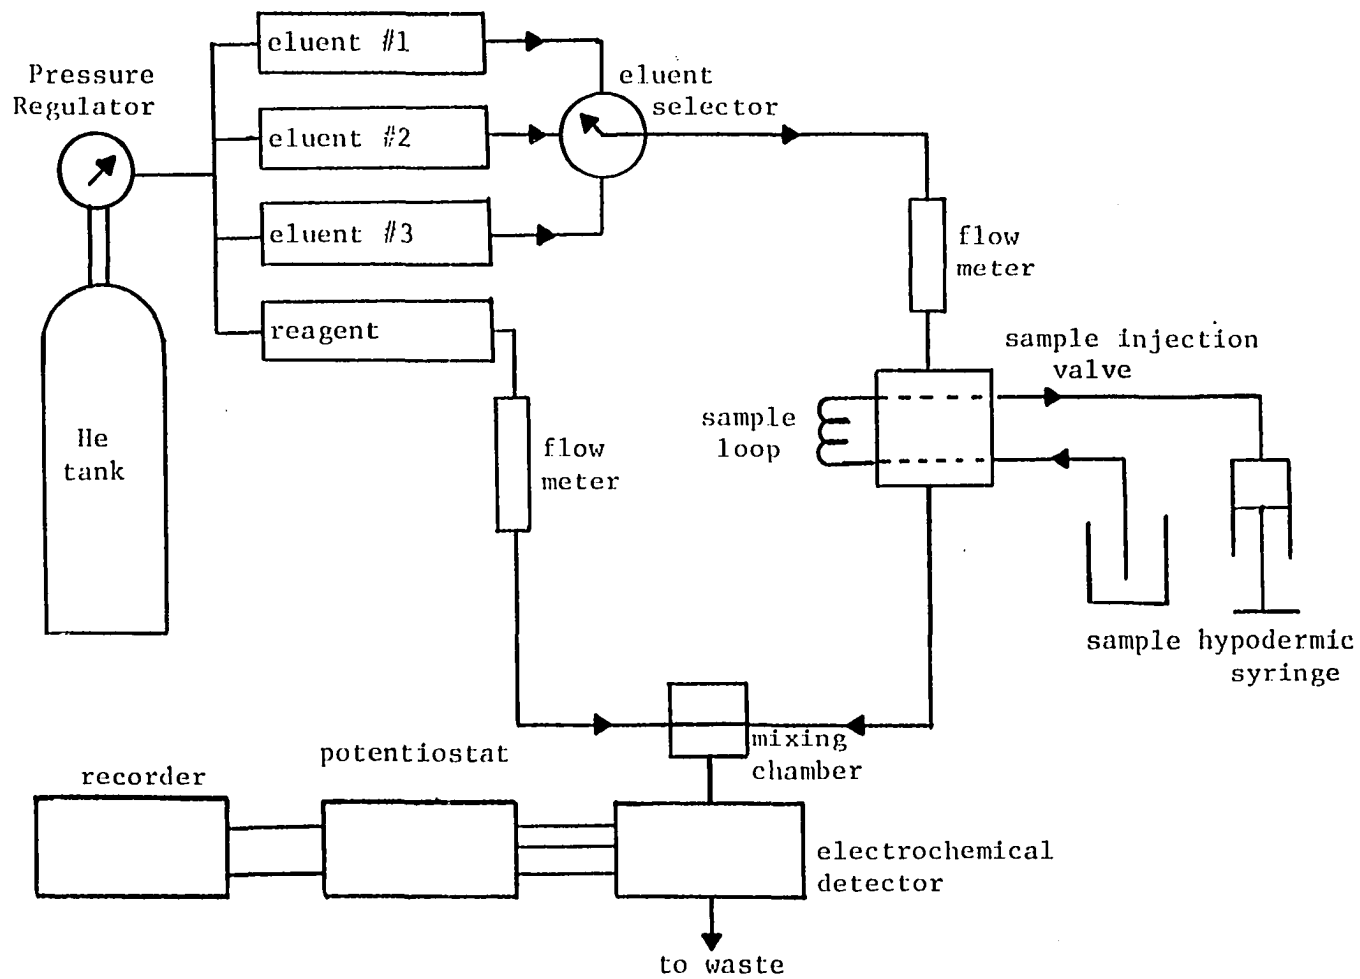 eluent #1
Pressure
Regulator
eluent
selector
eluent #2
eluent #3
flow
meter
reagent
sample injection
valve
sample
loop
He
tank
flow
meter
sample hypodermic
syringe
mixing
chamber
potentiostat
recorder
electrochemical
detector
to waste